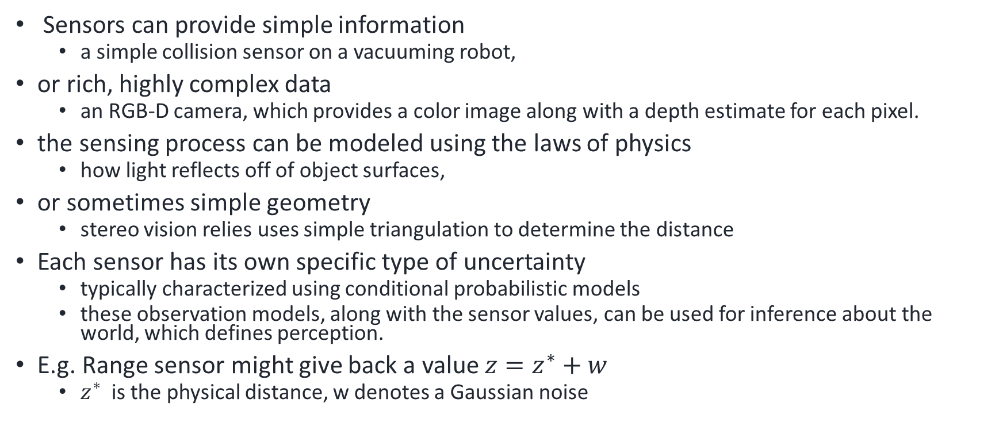 • Sensors can provide simple information
• a simple collision sensor on a vacuuming robot,
• or rich, highly complex data
• an RGB-D camera, which provides a color image along with a depth estimate for each pixel.
• the sensing process can be modeled using the laws of physics
• how light reflects off of object surfaces,
• or sometimes simple geometry
• stereo vision relies uses simple triangulation to determine the distance
• Each sensor has its own specific type of uncertainty
• typically characterized using conditional probabilistic models
• these observation models, along with the sensor values, can be used for inference about the
world, which defines perception.
• E.g. Range sensor might give back a value z = z* + w
• z* is the physical distance, w denotes a Gaussian noise